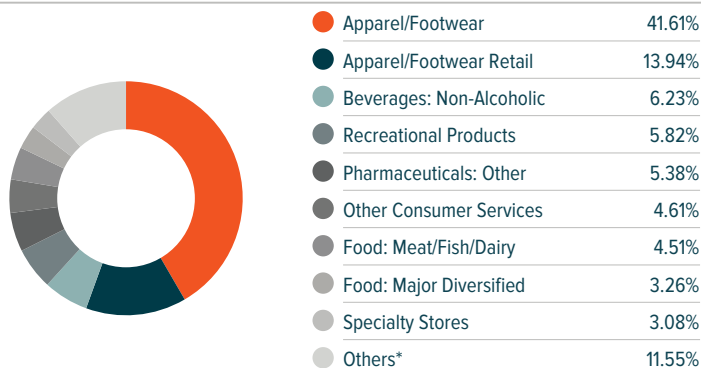 Apparel/Footwear 41.61%
Apparel/Footwear Retail 13.94%
Beverages: Non-Alcoholic 6.23%
Recreational Products 5.82%
Pharmaceuticals: Other 5.38%
Other Consumer Services 4.61%
Food: Meat/Fish/Dairy 4.51%
Food: Major Diversified 3.26%
Specialty Stores 3.08%
Others* 11.55%